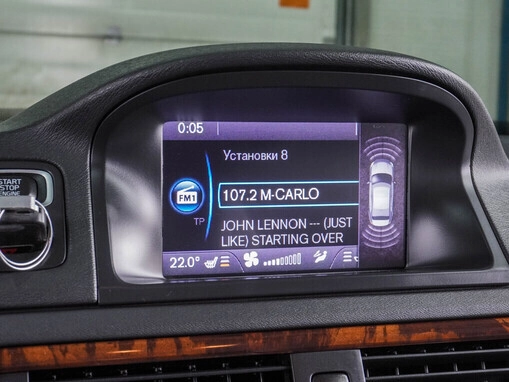 0:05
Установки 8
FM1
107.2 M-CARLO
TP
JOHN LENNON --- (JUST
LIKE) STARTING OVER
22.0°
START
STOP
ENGINE